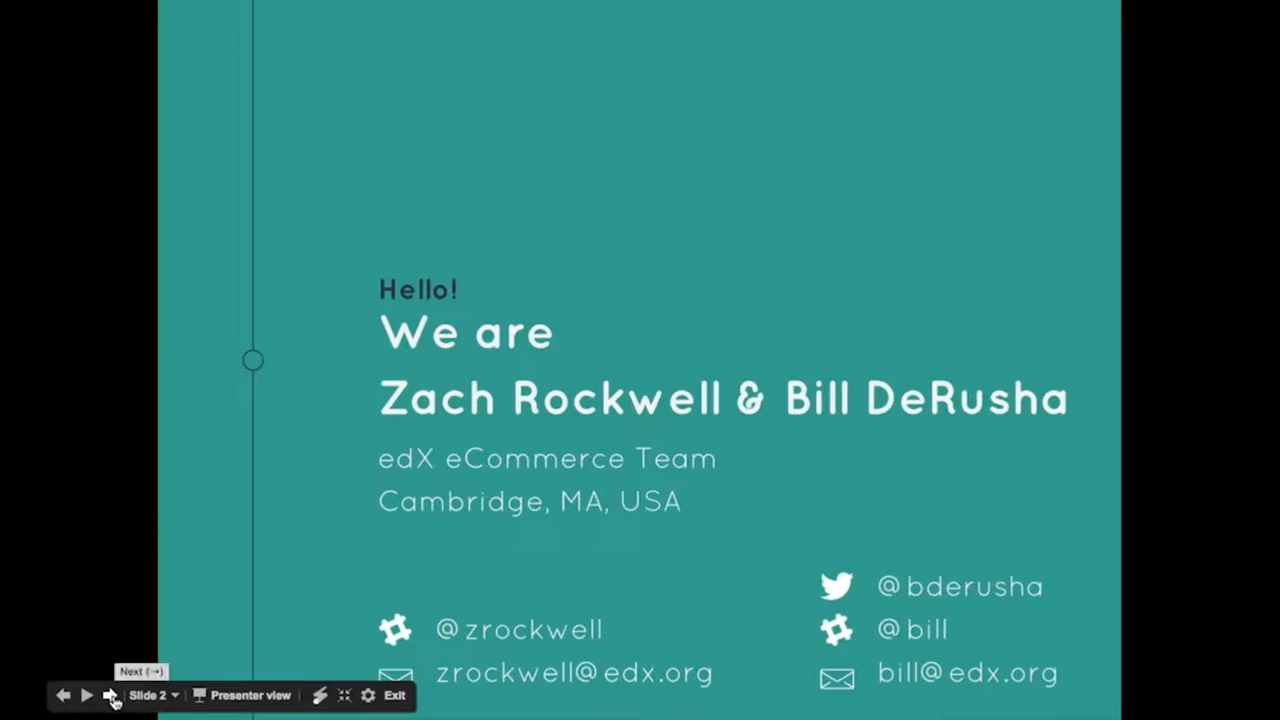 Hello!
We are
Zach Rockwell & Bill DeRusha
edX eCommerce Team
Cambridge, MA, USA
@bderusha
@zrockwell
@bill
zrockwell@edx.org
bill@edx.org
Next (→)
Slide 2
Presenter view
Exit